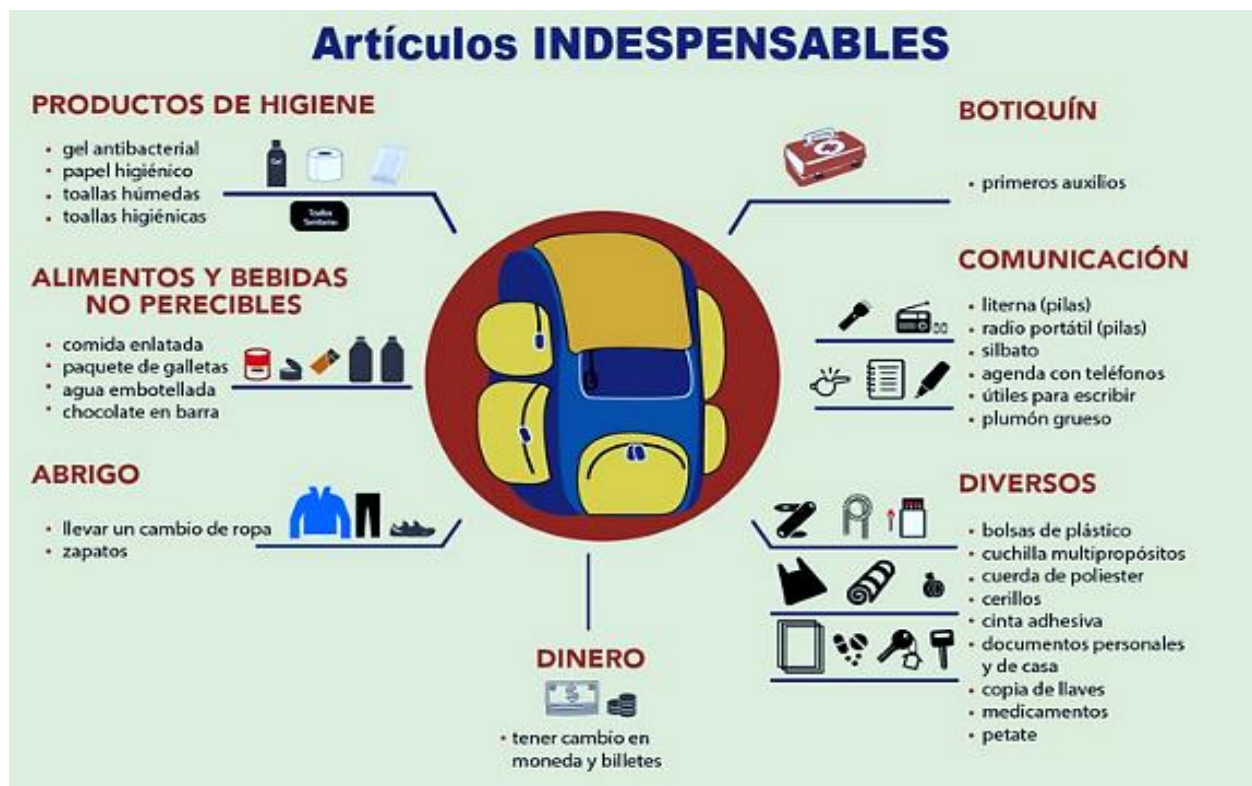 Artículos INDESPENSABLES
PRODUCTOS DE HIGIENE
• gel antibacterial
• papel higiénico
• toallas húmedas
• toallas higiénicas
Gel
Toallas
Sanitarias
ALIMENTOS Y BEBIDAS
NO PERECIBLES
• comida enlatada
• paquete de galletas
• agua embotellada
• chocolate en barra
ABRIGO
• llevar un cambio de ropa
• zapatos
DINERO
• tener cambio en
moneda y billetes
BOTIQUÍN
• primeros auxilios
COMUNICACIÓN
• literna (pilas)
• radio portátil (pilas)
• silbato
• agenda con teléfonos
• útiles para escribir
• plumón grueso
DIVERSOS
• bolsas de plástico
• cuchilla multipropósitos
• cuerda de poliester
• cerillos
• cinta adhesiva
• documentos personales
y de casa
• copia de llaves
• medicamentos
• petate